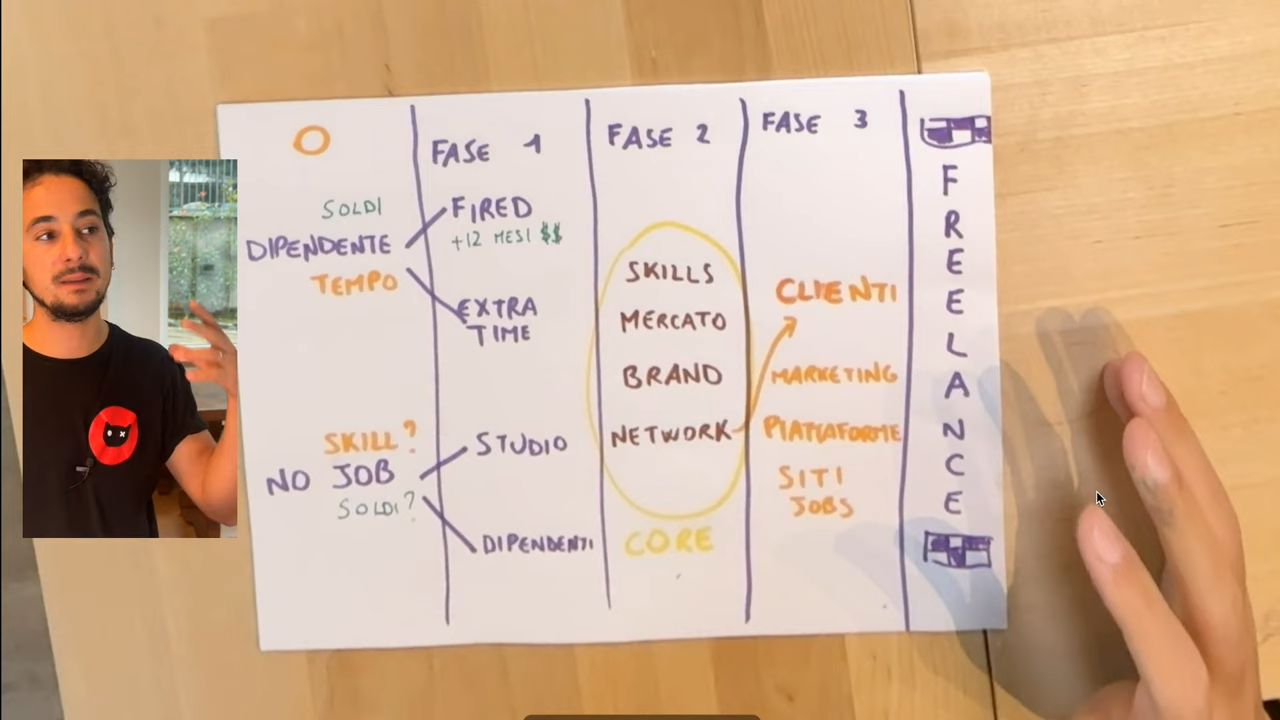 O
SOLDI
DIPENDENTE
TEMPO
SKILL?
NO JOB
SOLDI?
FASE 1
FIRED
+12 MESI $$
EXTRA
TIME
STUDIO
DIPENDENTI
FASE 2
SKILLS
MERCATO
BRAND
NETWORK
CORE
FASE 3
CLIENTI
MARKETING
PIATTAFORME
SITI
JOBS
FREELANCE